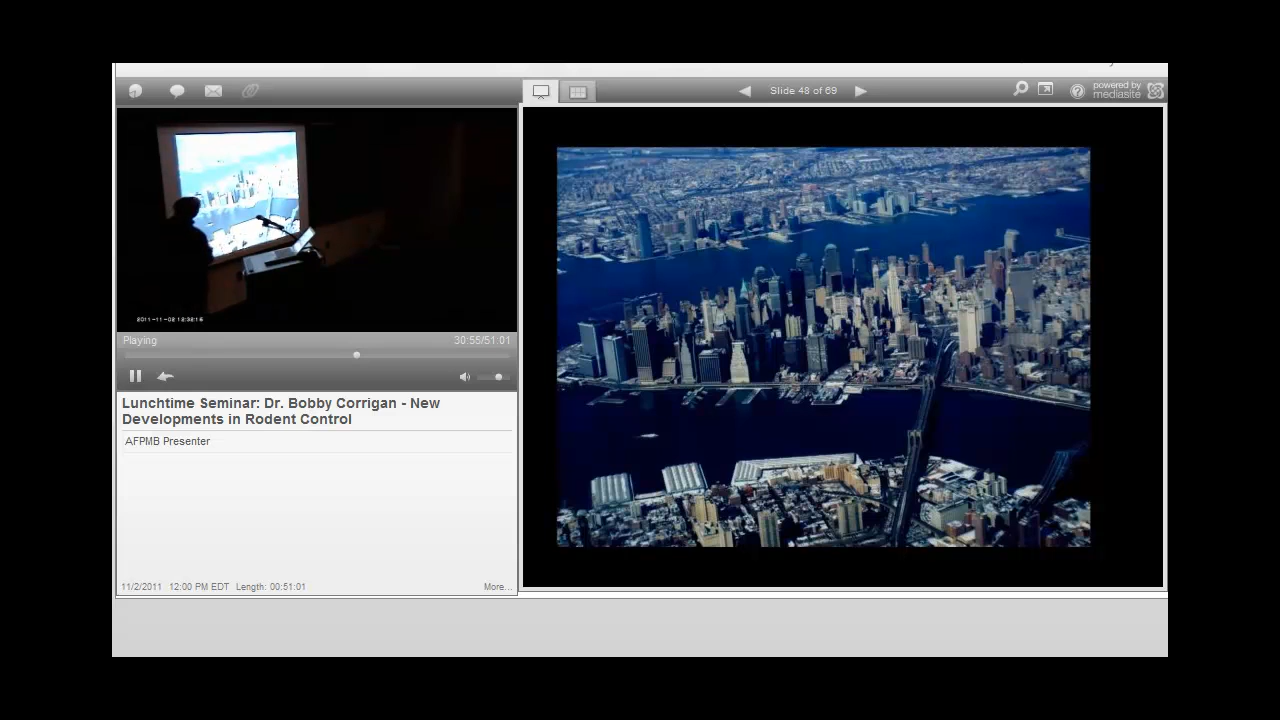 Slide 48 of 69
powered by
mediasite
2011-11-02 12:32:16
Playing
30:55/51:01
Lunchtime Seminar: Dr. Bobby Corrigan - New
Developments in Rodent Control
AFPMB Presenter
11/2/2011 12:00 PM EDT Length: 00:51:01
More...